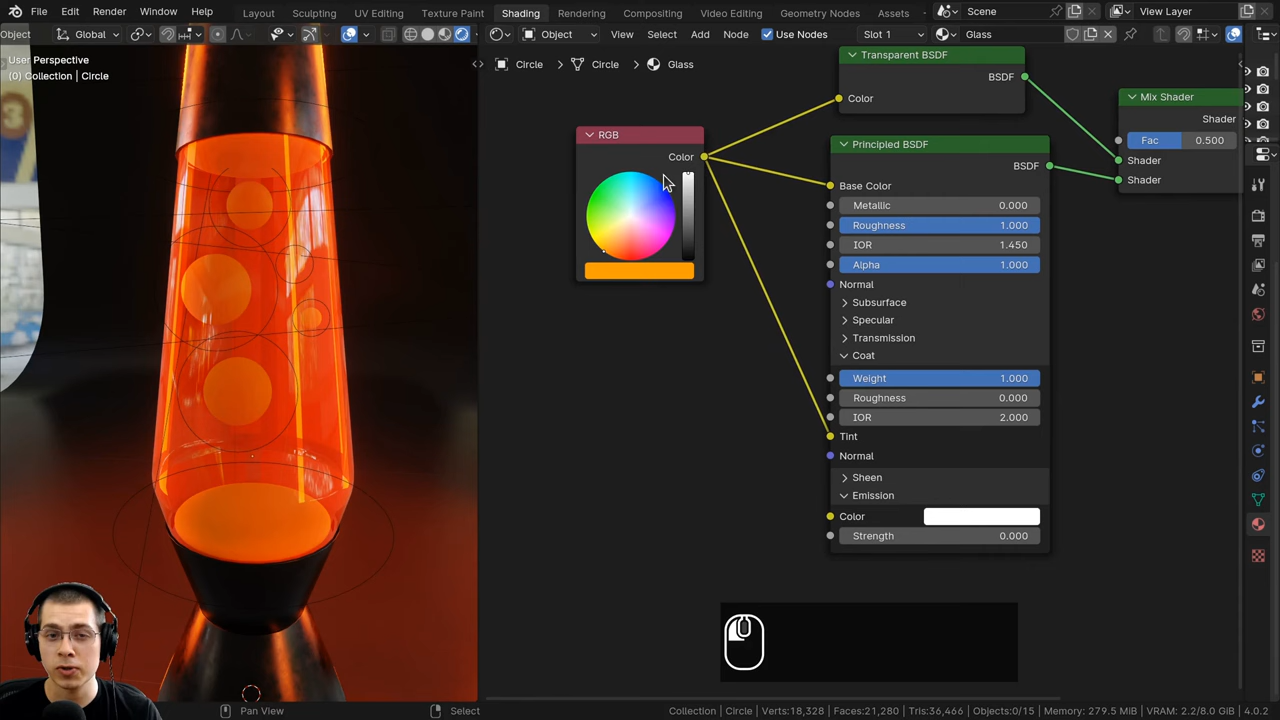 File Edit Render Window Help Layout Sculpting UV Editing Texture Paint Shading Rendering Compositing Video Editing Geometry Nodes Assets Scene View Layer
Object Global Object View Select Add Node Use Nodes Slot 1 Glass
User Perspective
(0) Collection | Circle
Circle Circle Glass
Transparent BSDF
BSDF
Color
Mix Shader
Shader
Fac 0.500
Shader
Shader
RGB
Color
Principled BSDF
BSDF
Base Color
Metallic 0.000
Roughness 1.000
IOR 1.450
Alpha 1.000
Normal
Subsurface
Specular
Transmission
Coat
Weight 1.000
Roughness 0.000
IOR 2.000
Tint
Normal
Sheen
Emission
Color
Strength 0.000
Pan View Select Collection | Circle Verts:18,328 | Faces:21,280 | Tris:36,466 | Objects:0/15 | Memory: 279.5 MiB | VRAM: 2.2/8.0 GiB | 4.0.2